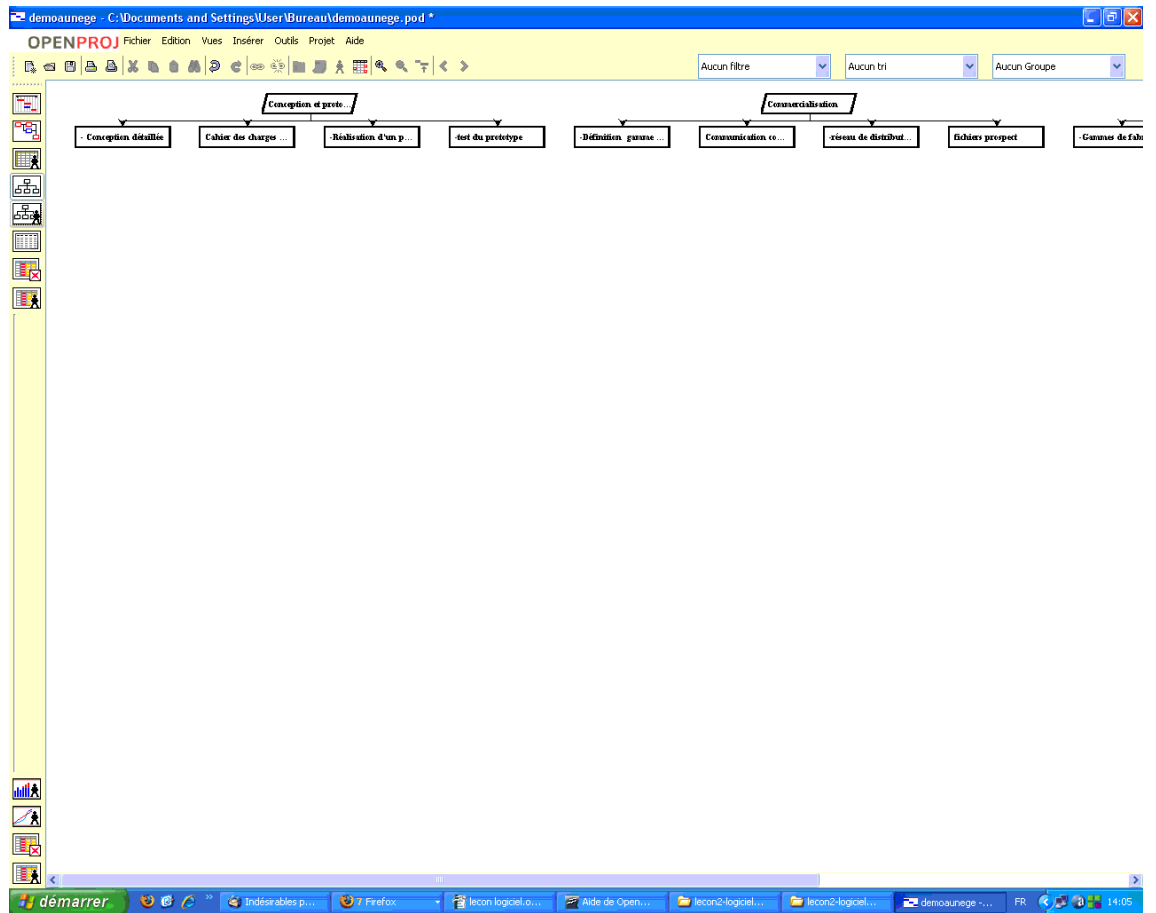 demoaunege - C:\Documents and Settings\User\Bureau\demoaunege.pod *
OPENPROJ Fichier Edition Vues Insérer Outils Projet Aide
Aucun filtre Aucun tri Aucun Groupe
Conception et proto... Commercialisation
- Conception détaillée Cahier des charges ... -Réalisation d'un p... -test du prototype -Définition gamme ... Communication co... -réseau de distribut... fichiers prospect -Gammes de fabr
démarrer » Indésirables p... 7 Firefox lecon logiciel.o... Aide de Open... lecon2-logiciel... lecon2-logiciel... demoaunege -... FR 14:05